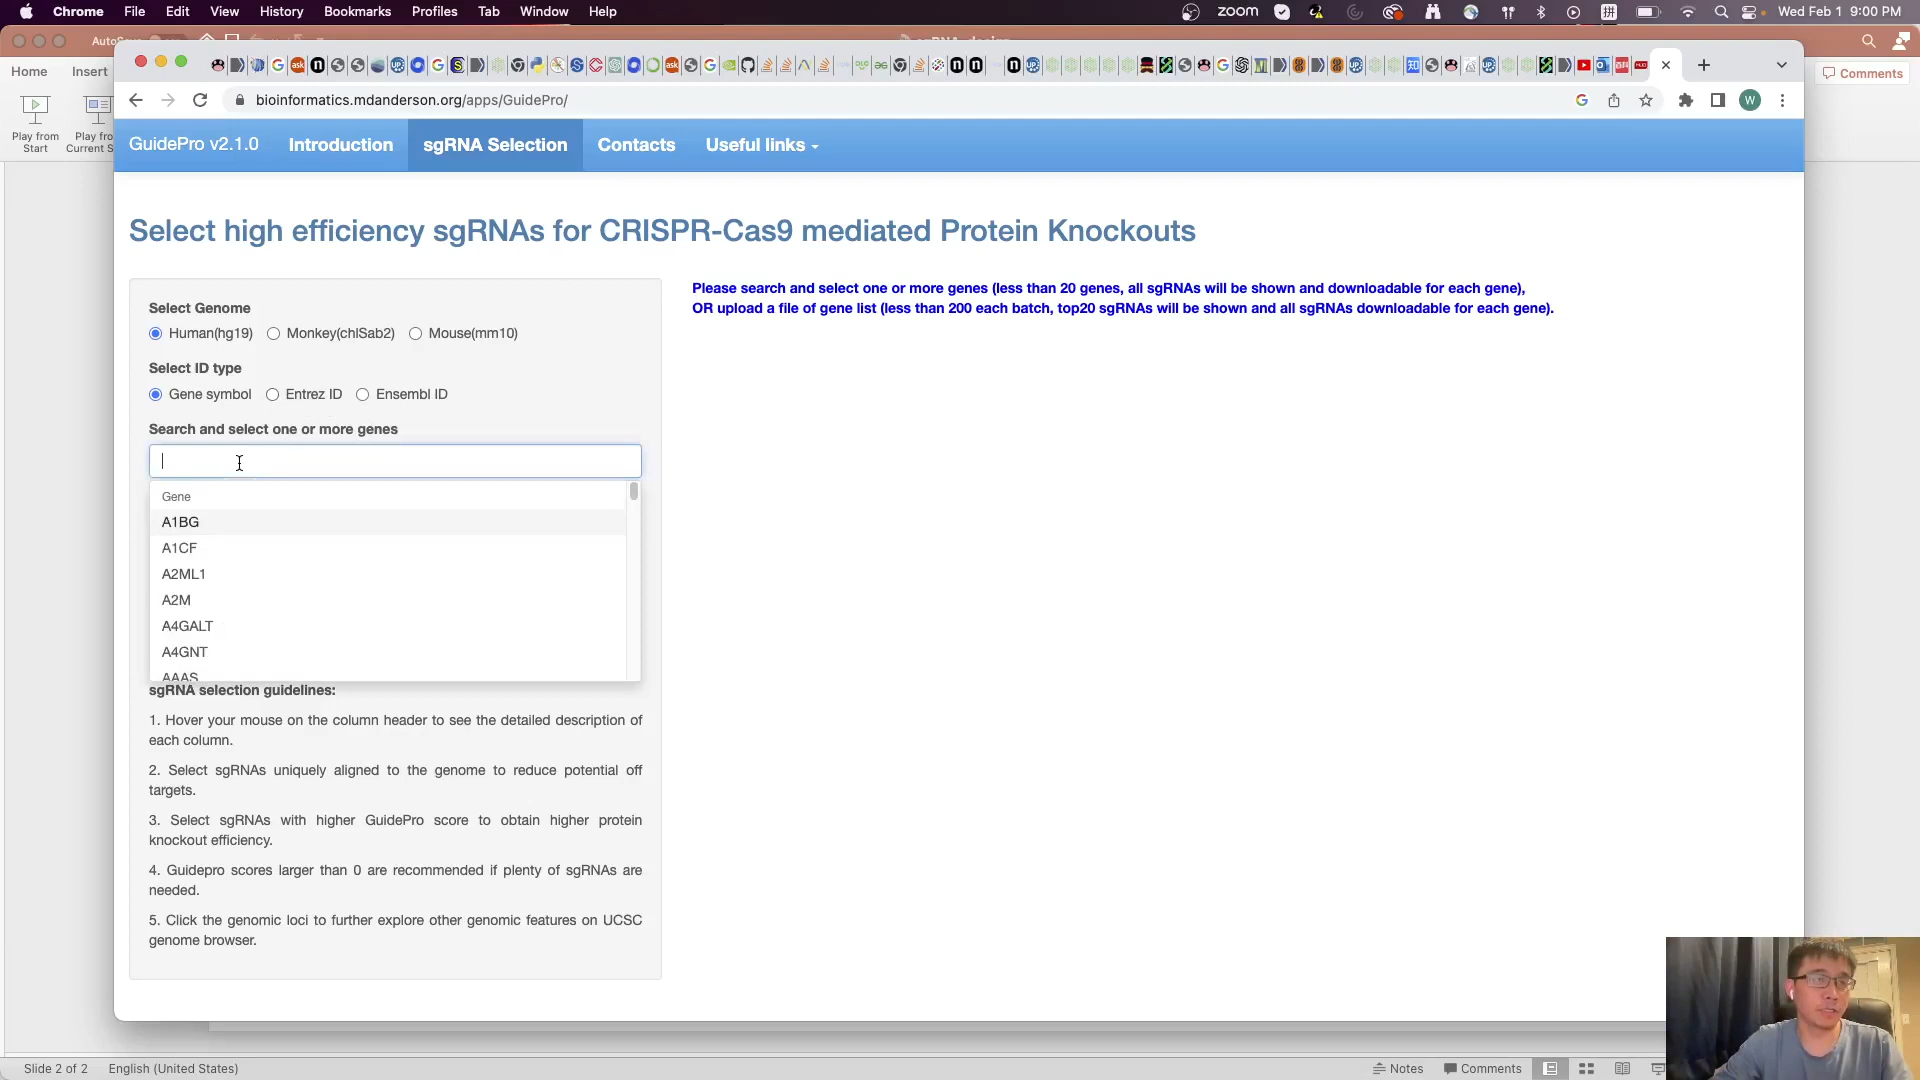 Chrome File Edit View History Bookmarks Profiles Tab Window Help
zoom
Wed Feb 1 9:00 PM
Home Insert
Comments
Play from Start
bioinformatics.mdanderson.org/apps/GuidePro/
W
GuidePro v2.1.0 Introduction sgRNA Selection Contacts Useful links
Select high efficiency sgRNAs for CRISPR-Cas9 mediated Protein Knockouts
Select Genome
Human(hg19) Monkey(chlSab2) Mouse(mm10)
Select ID type
Gene symbol Entrez ID Ensembl ID
Search and select one or more genes
Gene
A1BG
A1CF
A2ML1
A2M
A4GALT
A4GNT
AAAS
sgRNA selection guidelines:
1. Hover your mouse on the column header to see the detailed description of
each column.
2. Select sgRNAs uniquely aligned to the genome to reduce potential off
targets.
3. Select sgRNAs with higher GuidePro score to obtain higher protein
knockout efficiency.
4. Guidepro scores larger than 0 are recommended if plenty of sgRNAs are
needed.
5. Click the genomic loci to further explore other genomic features on UCSC
genome browser.
Please search and select one or more genes (less than 20 genes, all sgRNAs will be shown and downloadable for each gene),
OR upload a file of gene list (less than 200 each batch, top20 sgRNAs will be shown and all sgRNAs downloadable for each gene).
Slide 2 of 2 English (United States)
Notes Comments